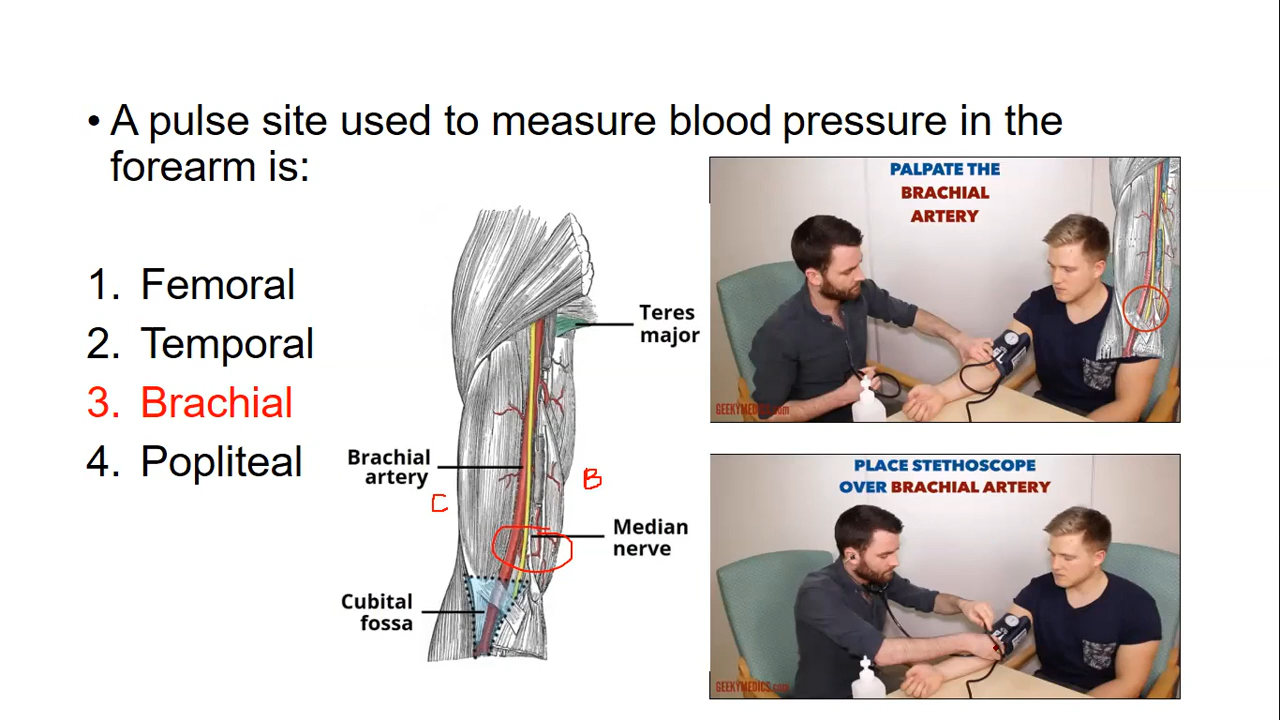 • A pulse site used to measure blood pressure in the
forearm is:
1. Femoral
2. Temporal
3. Brachial
4. Popliteal
Teres
major
Brachial
artery
C
B
Median
nerve
Cubital
fossa
PALPATE THE
BRACHIAL
ARTERY
GEEKYMEDICS.com
PLACE STETHOSCOPE
OVER BRACHIAL ARTERY
GEEKYMEDICS.com